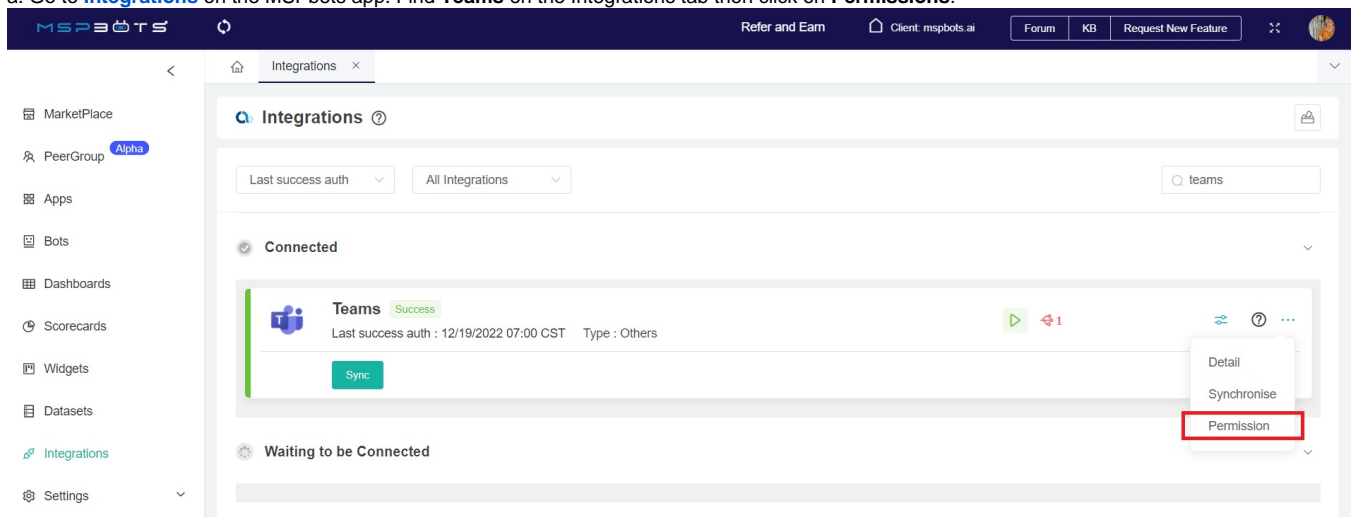 a. Go to Integrations on the MSPbots app. Find Teams on the Integrations tab then click on Permissions.
MSPBOTS Refer and Earn Client: mspbots.ai Forum KB Request New Feature
Integrations ×
MarketPlace
Integrations
PeerGroup Alpha
Last success auth All Integrations teams
Apps
Bots
Connected
Dashboards
Teams Success
Scorecards
Last success auth : 12/19/2022 07:00 CST Type : Others
1
Widgets
Sync
Detail
Synchronise
Permission
Datasets
Integrations
Waiting to be Connected
Settings